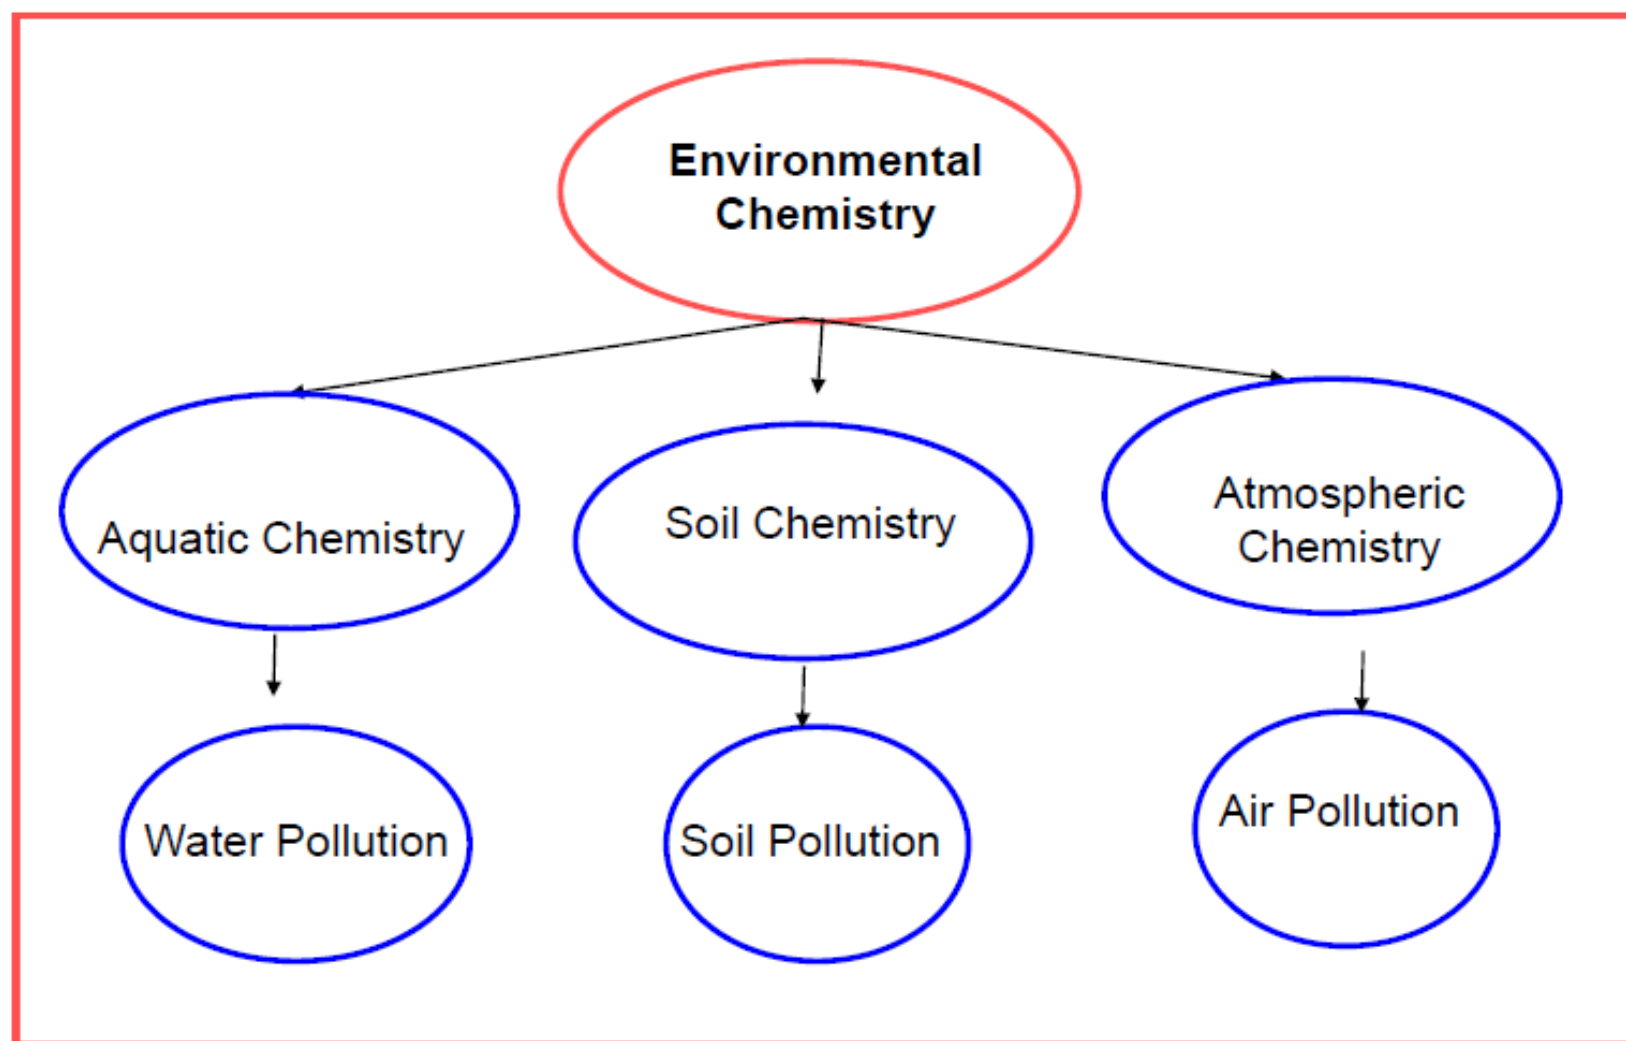 Environmental
Chemistry
Aquatic Chemistry
Soil Chemistry
Atmospheric
Chemistry
Water Pollution
Soil Pollution
Air Pollution